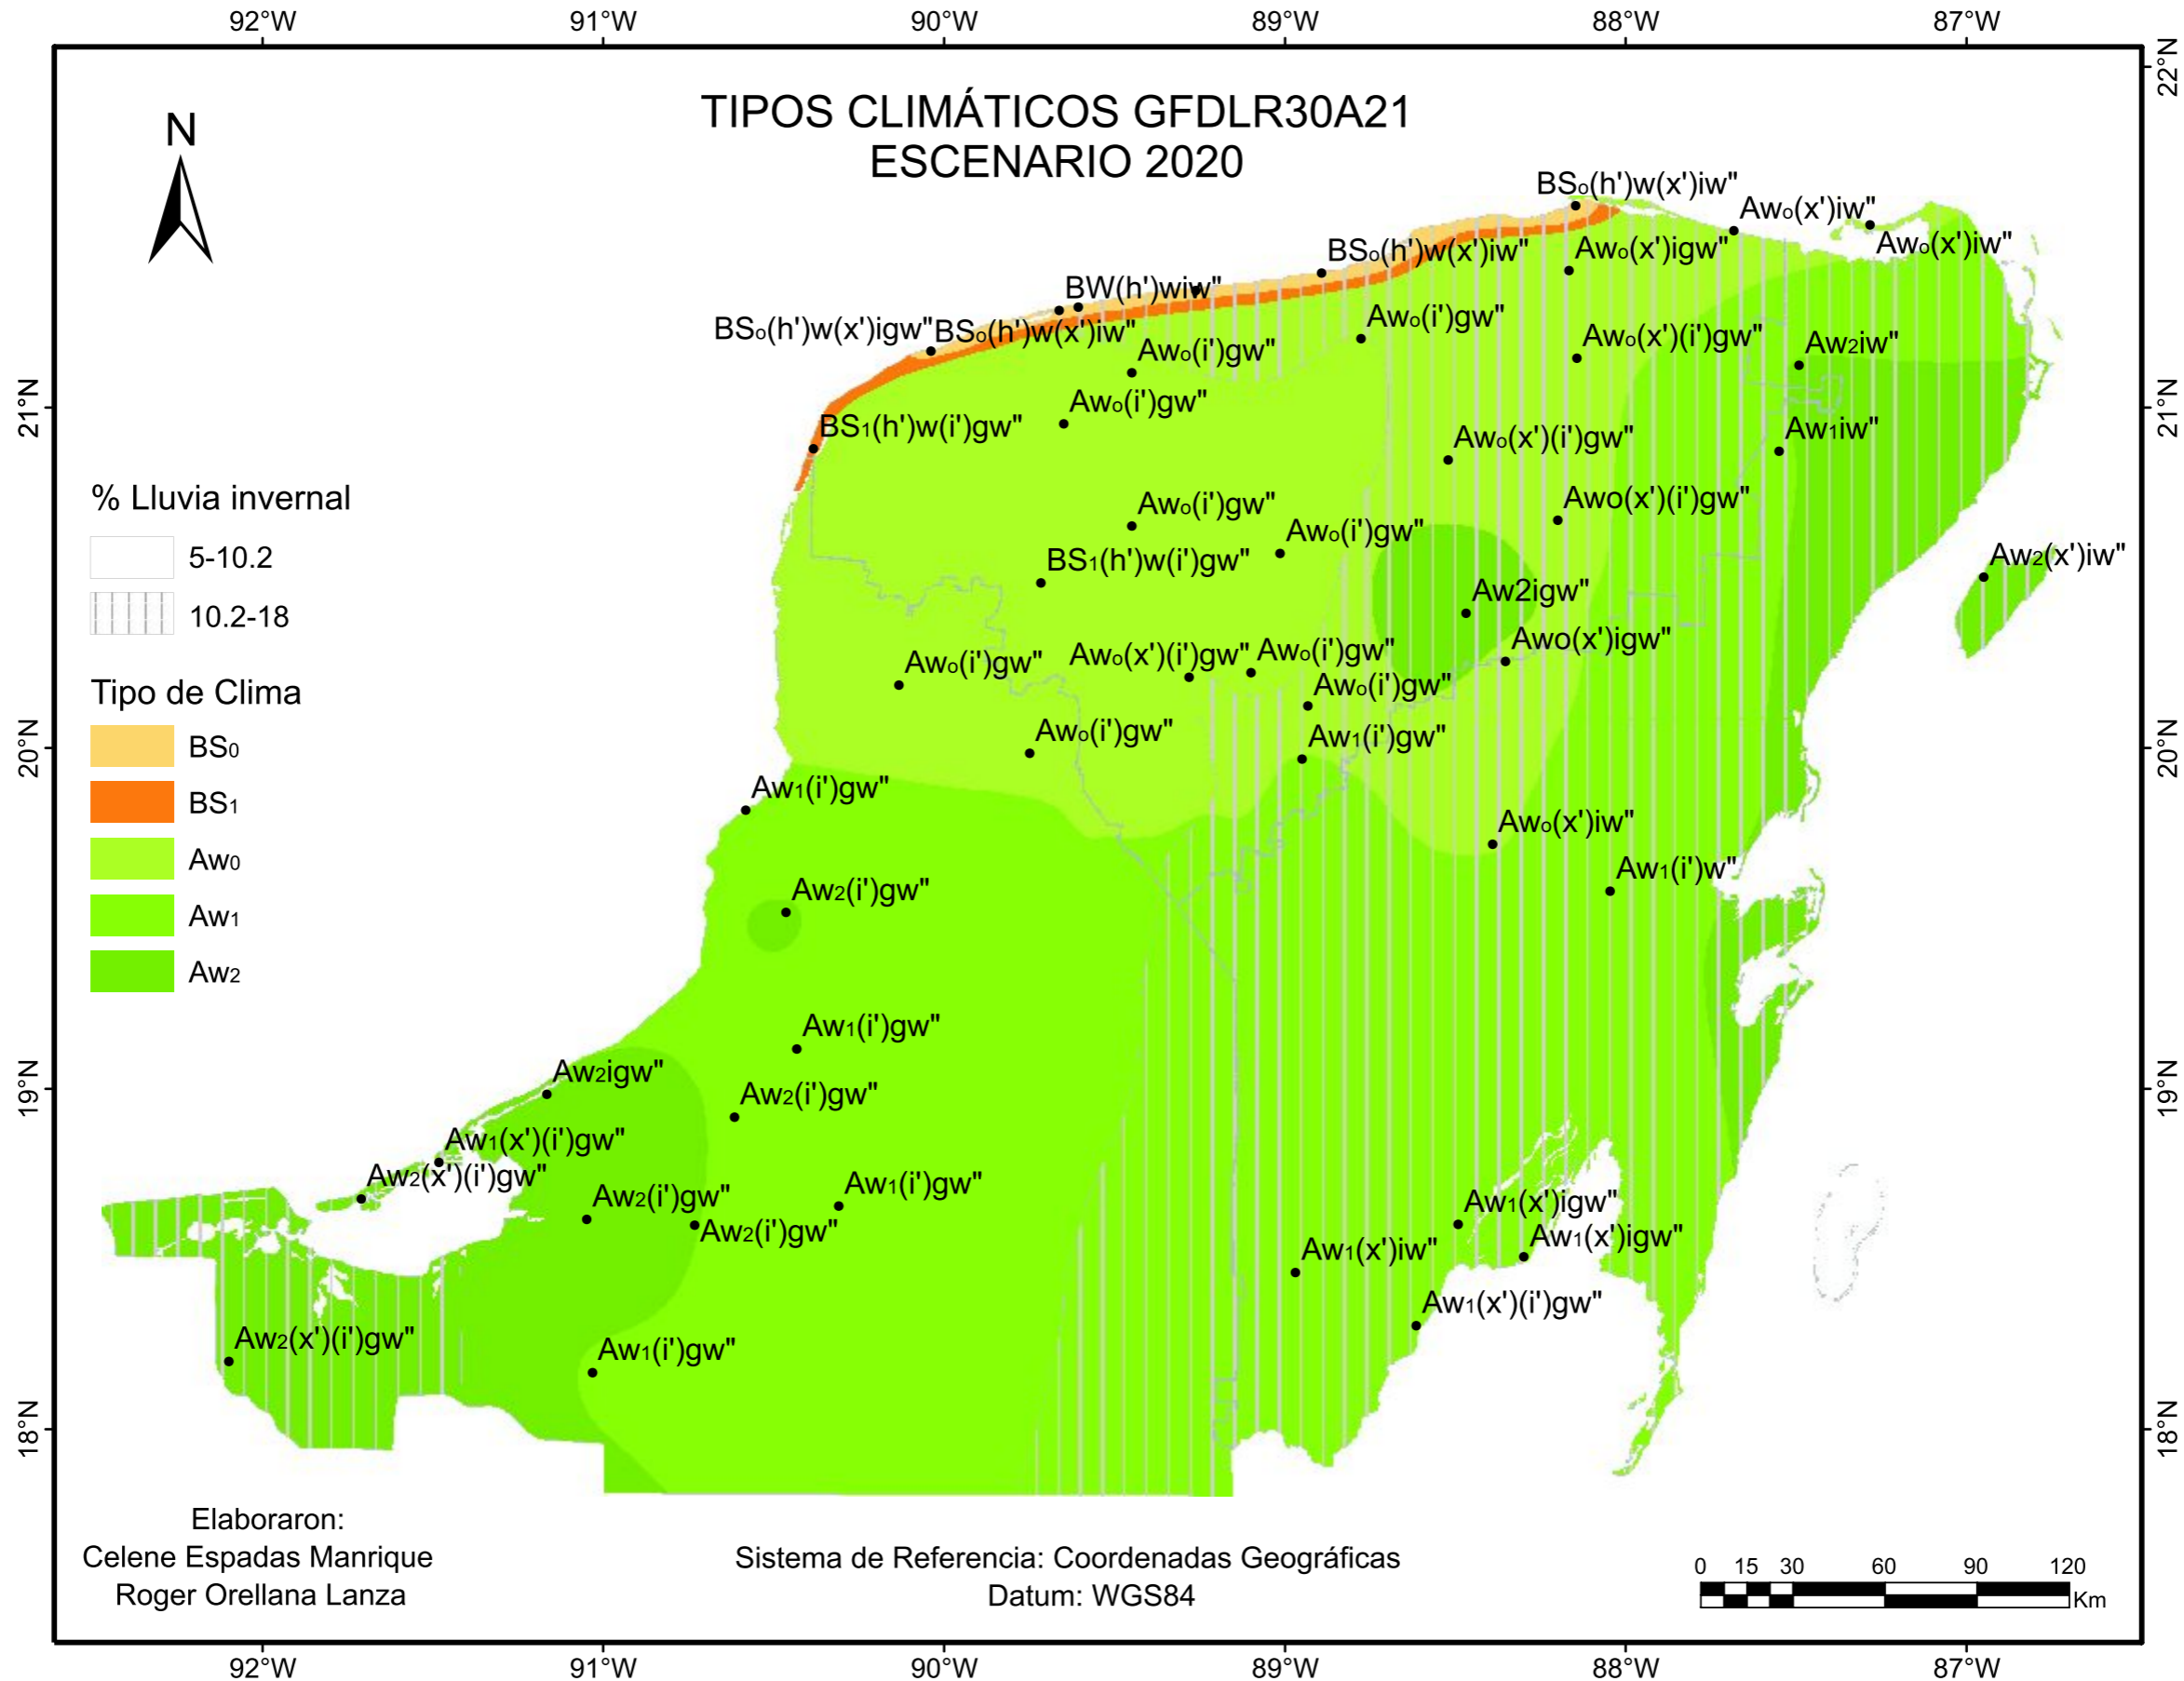 92°W 91°W 90°W 89°W 88°W 87°W
22°N
TIPOS CLIMÁTICOS GFDLR30A21
ESCENARIO 2020
N
BSo(h')w(x')iw"
Awo(x')iw"
Awo(x')iw"
BSo(h')w(x')iw"
Awo(x')igw"
BW(h')wiw"
BSo(h')w(x')igw"
BSo(h')w(x')iw"
Awo(i')gw"
Awo(i')gw"
Awo(x')(i')gw"
Aw2iw"
21°N
21°N
Awo(i')gw"
BS1(h')w(i')gw"
Awo(x')(i')gw"
Aw1iw"
% Lluvia invernal
5-10.2
10.2-18
Awo(i')gw"
Awo(i')gw"
Awo(x')(i')gw"
BS1(h')w(i')gw"
Aw2(x')iw"
Aw2igw"
Awo(x')igw"
Awo(i')gw"
Awo(x')(i')gw"
Awo(i')gw"
Awo(i')gw"
Tipo de Clima
BS0
BS1
Aw0
Aw1
Aw2
20°N
20°N
Awo(i')gw"
Aw1(i')gw"
Aw1(i')gw"
Awo(x')iw"
Aw1(i')w"
Aw2(i')gw"
Aw1(i')gw"
19°N
19°N
Aw2igw"
Aw2(i')gw"
Aw1(x')(i')gw"
Aw2(x')(i')gw"
Aw2(i')gw"
Aw1(i')gw"
Aw2(i')gw"
Aw1(x')igw"
Aw1(x')igw"
Aw1(x')iw"
Aw1(x')(i')gw"
Aw2(x')(i')gw"
Aw1(i')gw"
18°N
18°N
Elaboraron:
Celene Espadas Manrique
Roger Orellana Lanza
Sistema de Referencia: Coordenadas Geográficas
Datum: WGS84
0 15 30 60 90 120
Km
92°W 91°W 90°W 89°W 88°W 87°W